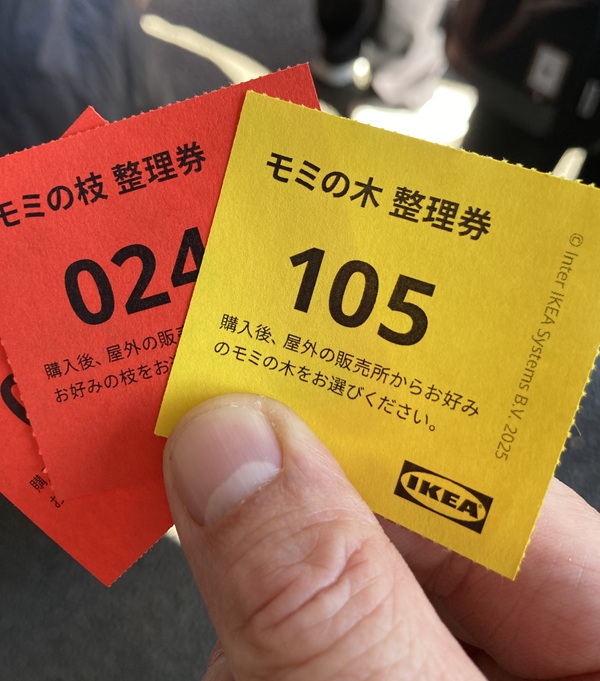 モミの枝 整理券
024
購入後、屋外の販売
お好みの枝をお
モミの木 整理券
105
購入後、屋外の販売所からお好み
のモミの木をお選びください。
© Inter IKEA Systems B.V. 2025
IKEA
購